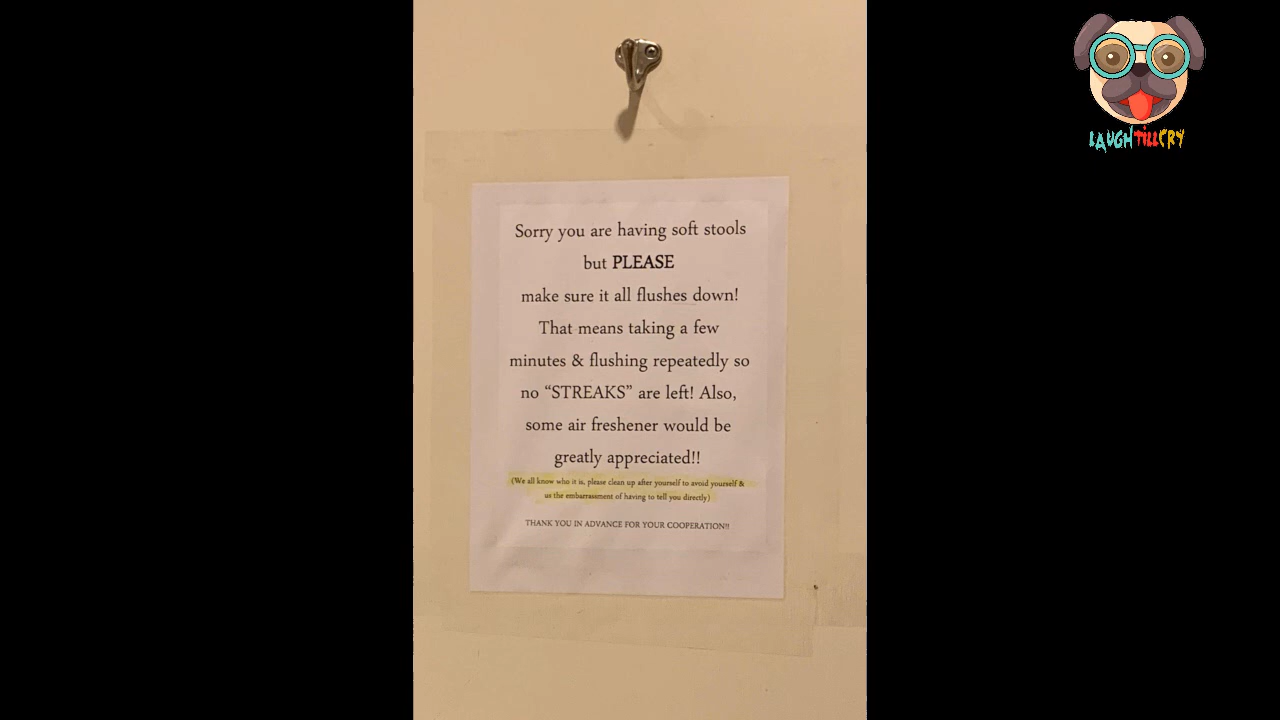 LAUGHTILLCRY
Sorry you are having soft stools
but PLEASE
make sure it all flushes down!
That means taking a few
minutes & flushing repeatedly so
no “STREAKS” are left! Also,
some air freshener would be
greatly appreciated!!
(We all know who it is, please clean up after yourself to avoid yourself &
us the embarrassment of having to tell you directly)
THANK YOU IN ADVANCE FOR YOUR COOPERATION!!